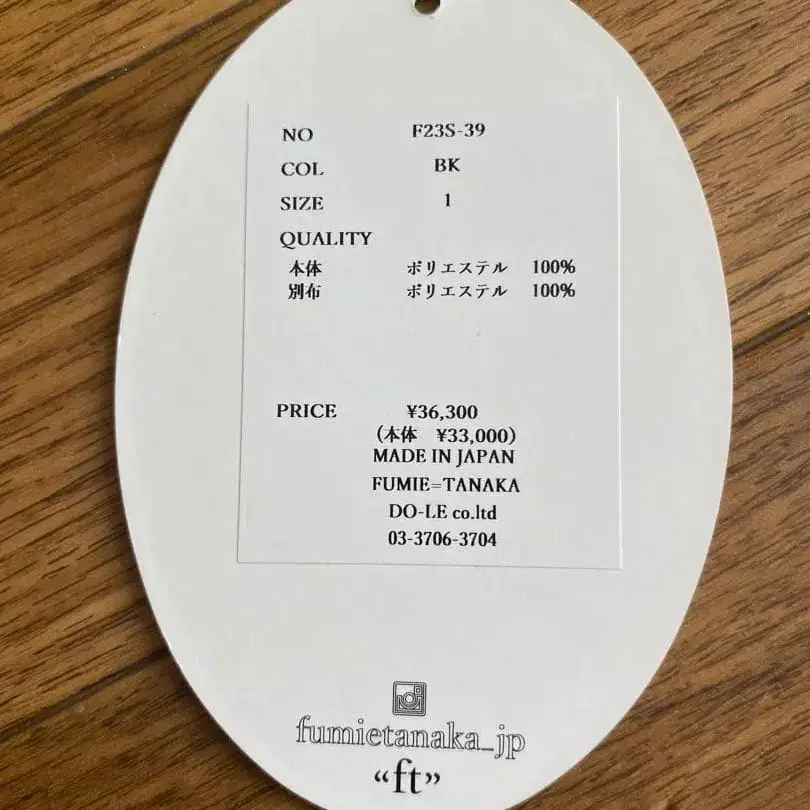 NO F23S-39
COL BK
SIZE 1
QUALITY
本体 ポリエステル 100%
別布 ポリエステル 100%
PRICE ¥36,300
(本体 ¥33,000)
MADE IN JAPAN
FUMIE=TANAKA
DO-LE co.ltd
03-3706-3704
fumietanaka_jp
“ft”